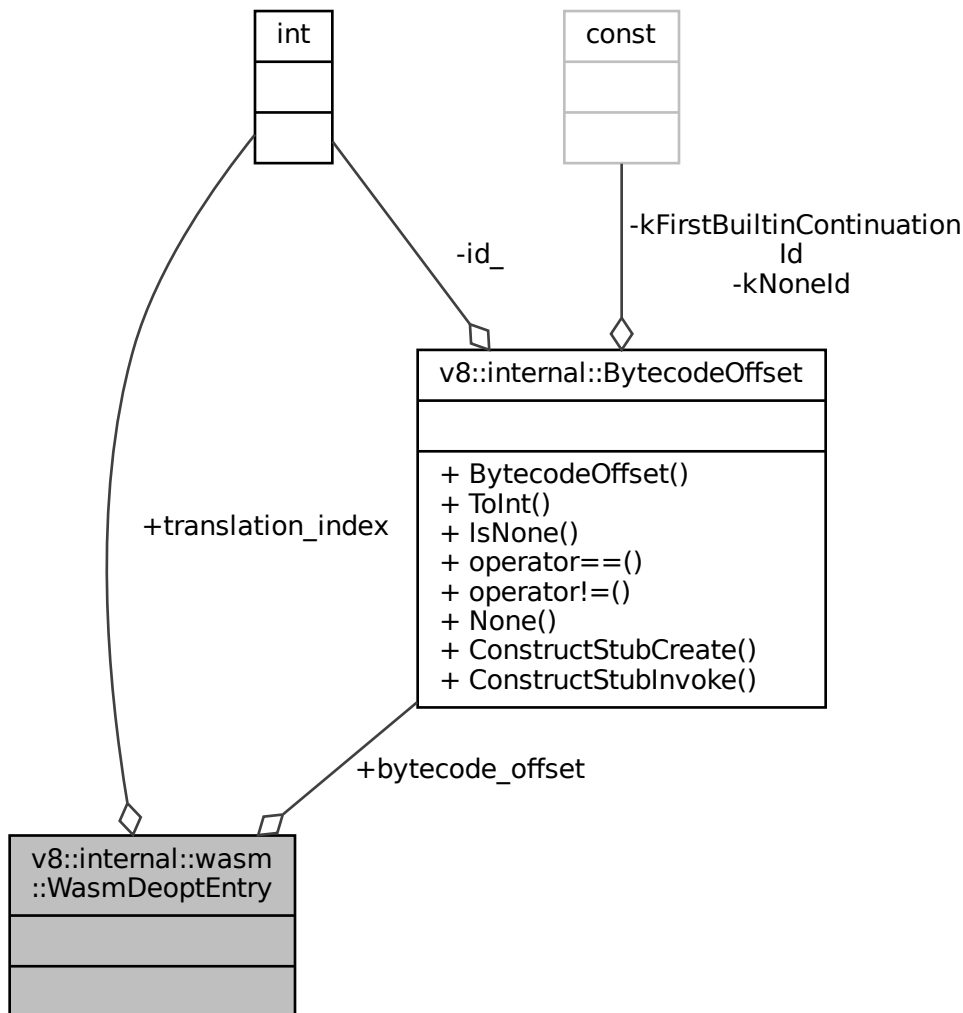 int
const
-kFirstBuiltinContinuation
Id
-kNoneId
-id_
v8::internal::BytecodeOffset
+ BytecodeOffset()
+ ToInt()
+ IsNone()
+ operator==()
+ operator!=()
+ None()
+ ConstructStubCreate()
+ ConstructStubInvoke()
+translation_index
+bytecode_offset
v8::internal::wasm
::WasmDeoptEntry